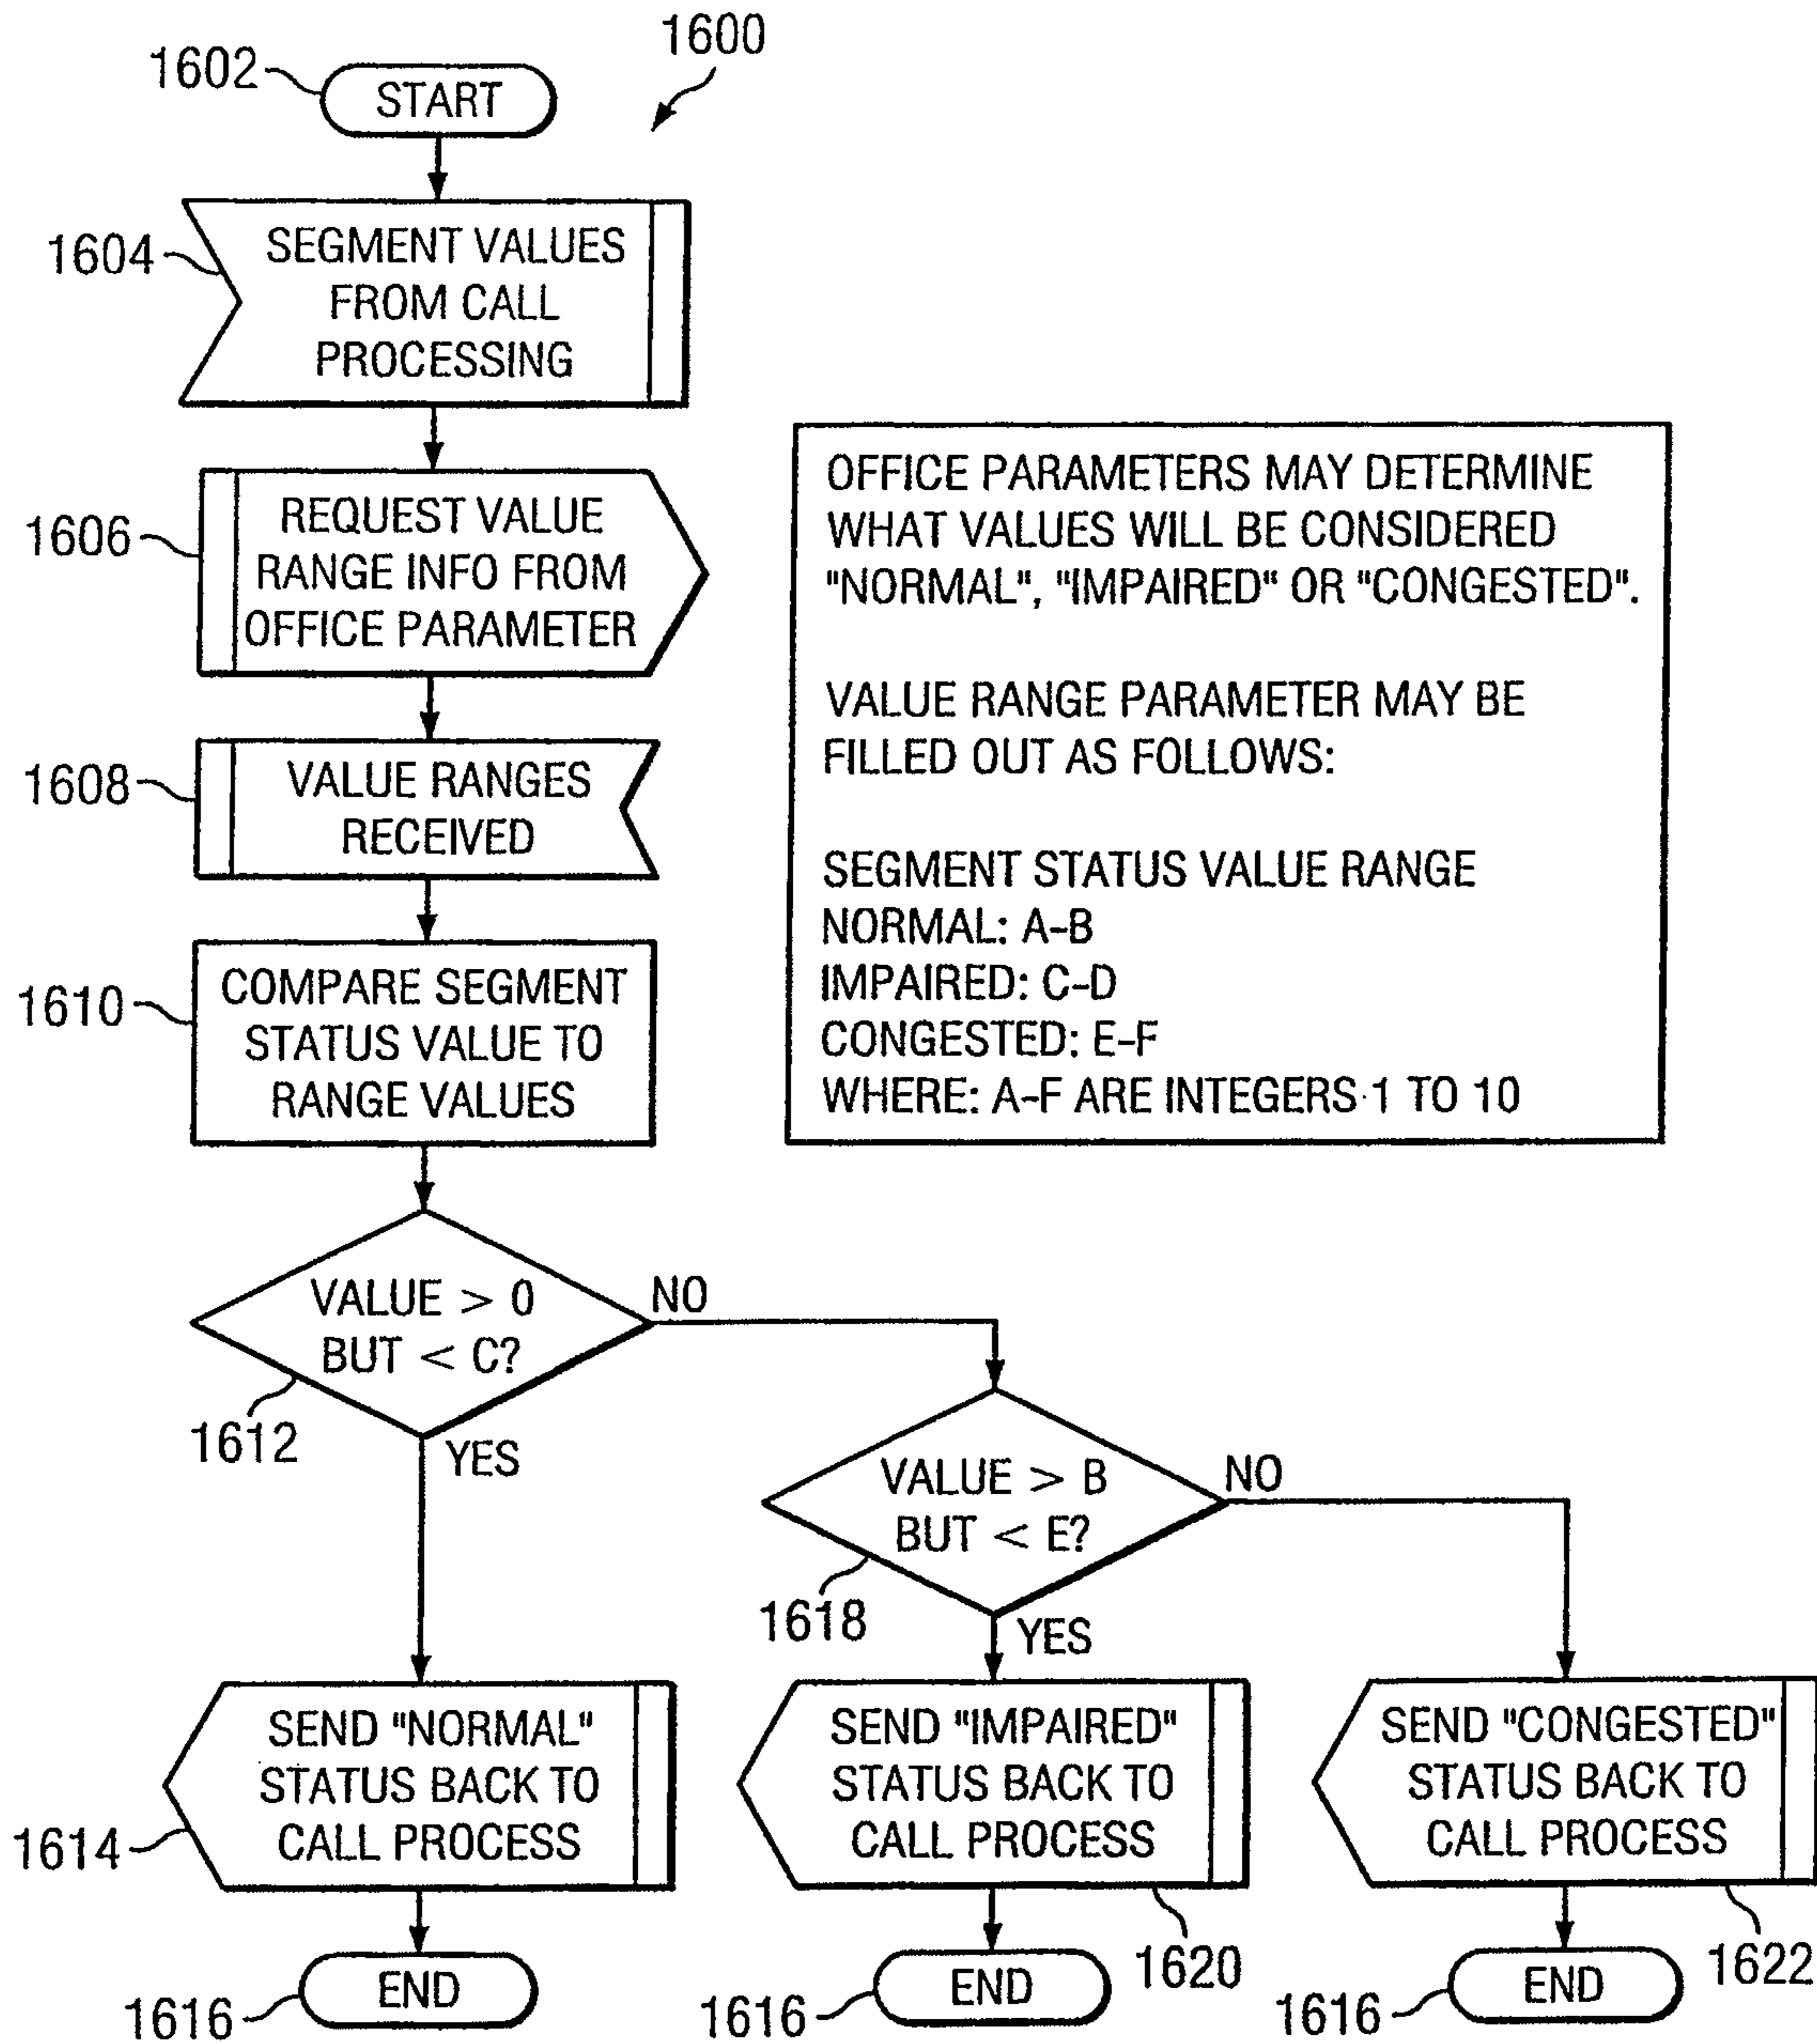 1600
1602
START
1604
SEGMENT VALUES
FROM CALL
PROCESSING
1606
REQUEST VALUE
RANGE INFO FROM
OFFICE PARAMETER
1608
VALUE RANGES
RECEIVED
1610
COMPARE SEGMENT
STATUS VALUE TO
RANGE VALUES
OFFICE PARAMETERS MAY DETERMINE
WHAT VALUES WILL BE CONSIDERED
"NORMAL", "IMPAIRED" OR "CONGESTED".
VALUE RANGE PARAMETER MAY BE
FILLED OUT AS FOLLOWS:
SEGMENT STATUS VALUE RANGE
NORMAL: A-B
IMPAIRED: C-D
CONGESTED: E-F
WHERE: A-F ARE INTEGERS 1 TO 10
VALUE > 0
BUT < C?
NO
1612
YES
VALUE > B
BUT < E?
NO
1618
YES
SEND "NORMAL"
STATUS BACK TO
CALL PROCESS
1614
SEND "IMPAIRED"
STATUS BACK TO
CALL PROCESS
1620
SEND "CONGESTED"
STATUS BACK TO
CALL PROCESS
1622
END
1616
END
1616
END
1616